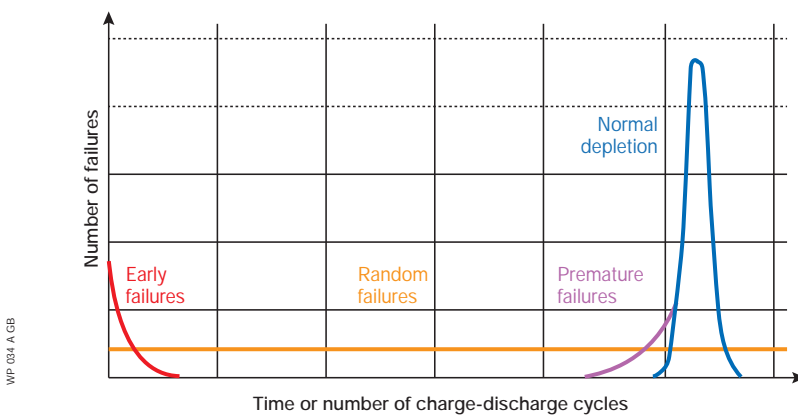 Number of failures
Normal
depletion
Early
failures
Random
failures
Premature
failures
Time or number of charge-discharge cycles
WP 034 A GB